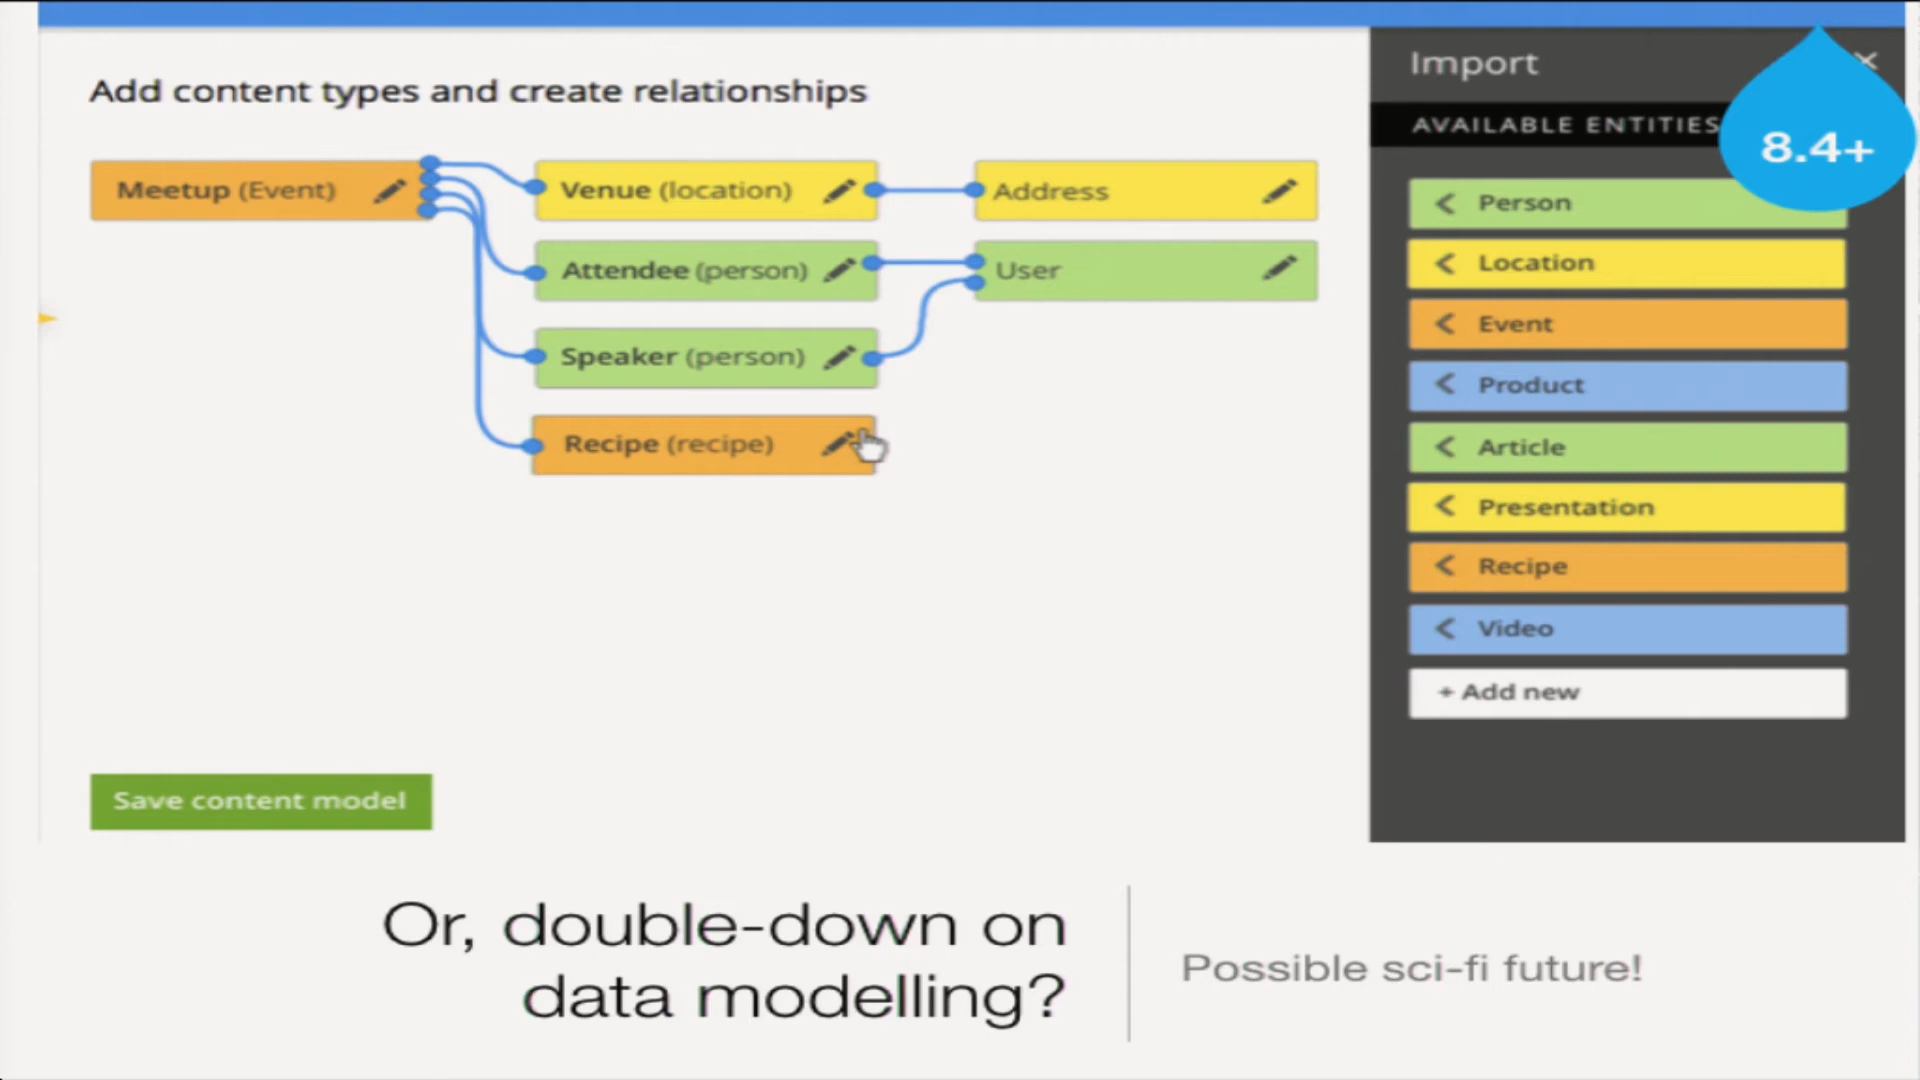 Add content types and create relationships
Meetup (Event)
Venue (location)
Address
Attendee (person)
User
Speaker (person)
Recipe (recipe)
Save content model
Import
AVAILABLE ENTITIES
8.4+
Person
Location
Event
Product
Article
Presentation
Recipe
Video
+ Add new
Or, double-down on
data modelling?
Possible sci-fi future!